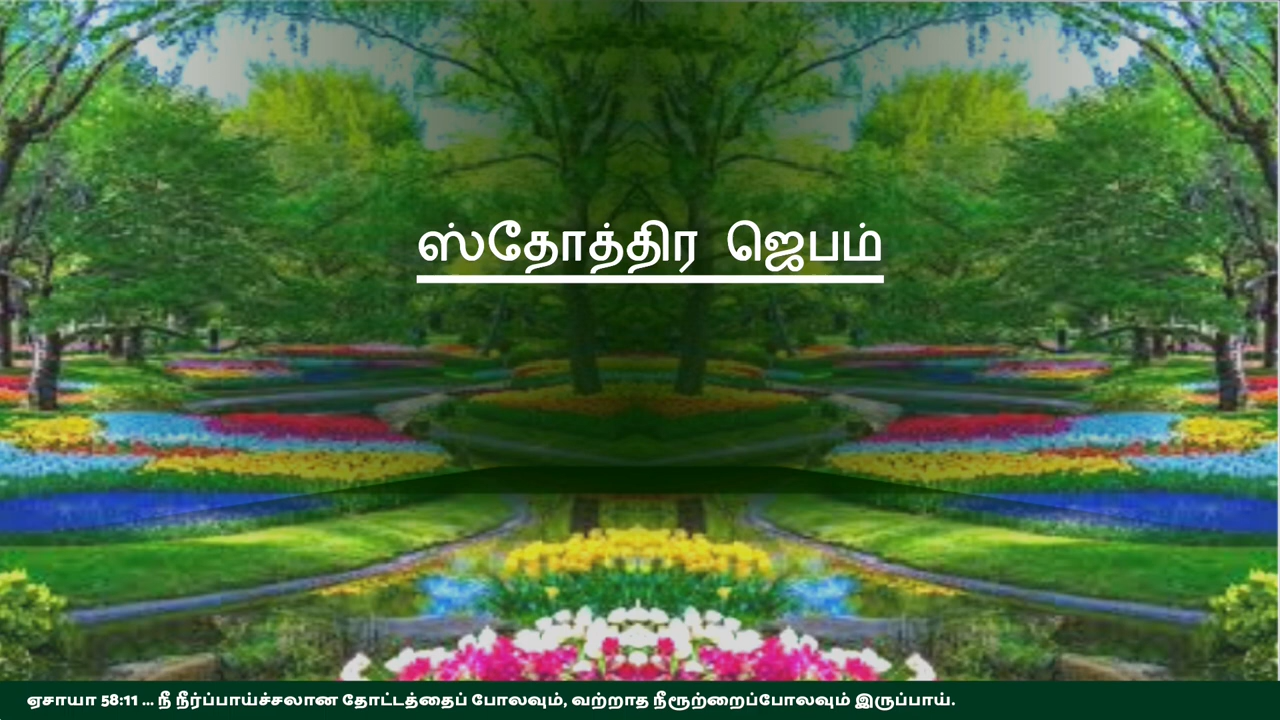 ஸ்தோத்திர ஜெபம்
ஏசாயா 58:11 ... நீ நீர்ப்பாய்ச்சலான தோட்டத்தைப் போலவும், வற்றாத நீரூற்றைப்போலவும் இருப்பாய்.